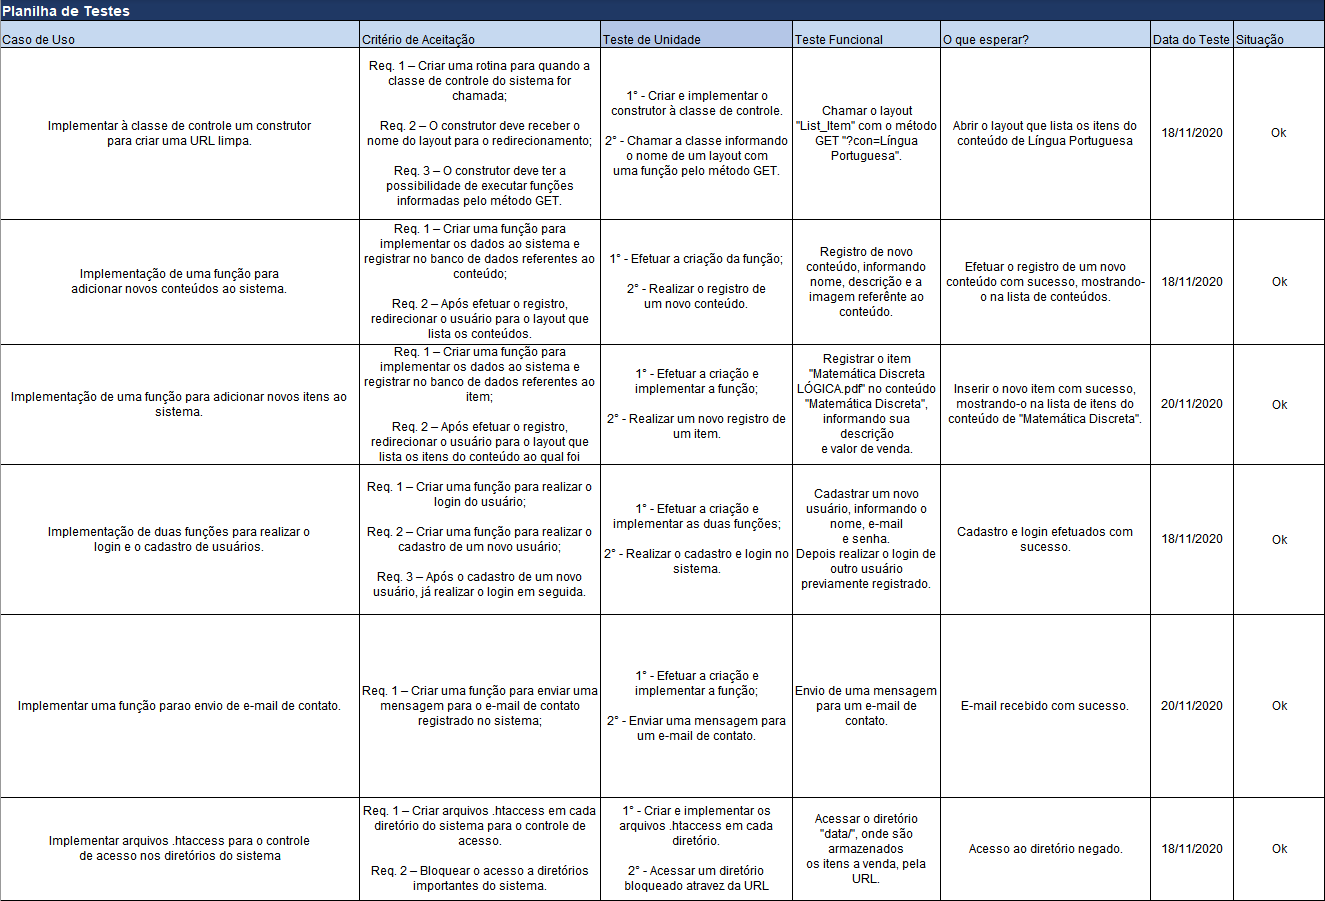 Planilha de Testes
Caso de Uso
Critério de Aceitação
Teste de Unidade
Teste Funcional
O que esperar?
Data do Teste
Situação
Implementar à classe de controle um construtor
para criar uma URL limpa.
Req. 1 – Criar uma rotina para quando a
classe de controle do sistema for
chamada;
Req. 2 – O construtor deve receber o
nome do layout para o redirecionamento;
Req. 3 – O construtor deve ter a
possibilidade de executar funções
informadas pelo método GET.
1° - Criar e implementar o
construtor à classe de controle.
2° - Chamar a classe informando
o nome de um layout com
uma função pelo método GET.
Chamar o layout
"List_Item" com o método
GET "?con=Língua
Portuguesa".
Abrir o layout que lista os itens do
conteúdo de Língua Portuguesa
18/11/2020
Ok
Implementação de uma função para
adicionar novos conteúdos ao sistema.
Req. 1 – Criar uma função para
implementar os dados ao sistema e
registrar no banco de dados referentes ao
conteúdo;
Req. 2 – Após efetuar o registro,
redirecionar o usuário para o layout que
lista os conteúdos.
1° - Efetuar a criação da função;
2° - Realizar o registro de
um novo conteúdo.
Registro de novo
conteúdo, informando
nome, descrição e a
imagem referênte ao
conteúdo.
Efetuar o registro de um novo
conteúdo com sucesso, mostrando-
o na lista de conteúdos.
18/11/2020
Ok
Implementação de uma função para adicionar novos itens ao
sistema.
Req. 1 – Criar uma função para
implementar os dados ao sistema e
registrar no banco de dados referentes ao
item;
Req. 2 – Após efetuar o registro,
redirecionar o usuário para o layout que
lista os itens do conteúdo ao qual foi
1° - Efetuar a criação e
implementar a função;
2° - Realizar um novo registro de
um item.
Registrar o item
"Matemática Discreta
LÓGICA.pdf" no conteúdo
"Matemática Discreta",
informando sua
descrição
e valor de venda.
Inserir o novo item com sucesso,
mostrando-o na lista de itens do
conteúdo de "Matemática Discreta".
20/11/2020
Ok
Implementação de duas funções para realizar o
login e o cadastro de usuários.
Req. 1 – Criar uma função para realizar o
login do usuário;
Req. 2 – Criar uma função para realizar o
cadastro de um novo usuário;
Req. 3 – Após o cadastro de um novo
usuário, já realizar o login em seguida.
1° - Efetuar a criação e
implementar as duas funções;
2° - Realizar o cadastro e login no
sistema.
Cadastrar um novo
usuário, informando o
nome, e-mail
e senha.
Depois realizar o login de
outro usuário
previamente registrado.
Cadastro e login efetuados com
sucesso.
18/11/2020
Ok
Implementar uma função parao envio de e-mail de contato.
Req. 1 – Criar uma função para enviar uma
mensagem para o e-mail de contato
registrado no sistema;
1° - Efetuar a criação e
implementar a função;
2° - Enviar uma mensagem para
um e-mail de contato.
Envio de uma mensagem
para um e-mail de
contato.
E-mail recebido com sucesso.
20/11/2020
Ok
Implementar arquivos .htaccess para o controle
de acesso nos diretórios do sistema
Req. 1 – Criar arquivos .htaccess em cada
diretório do sistema para o controle de
acesso.
Req. 2 – Bloquear o acesso a diretórios
importantes do sistema.
1° - Criar e implementar os
arquivos .htaccess em cada
diretório.
2° - Acessar um diretório
bloqueado atravez da URL
Acessar o diretório
"data/", onde são
armazenados
os itens a venda, pela
URL.
Acesso ao diretório negado.
18/11/2020
Ok